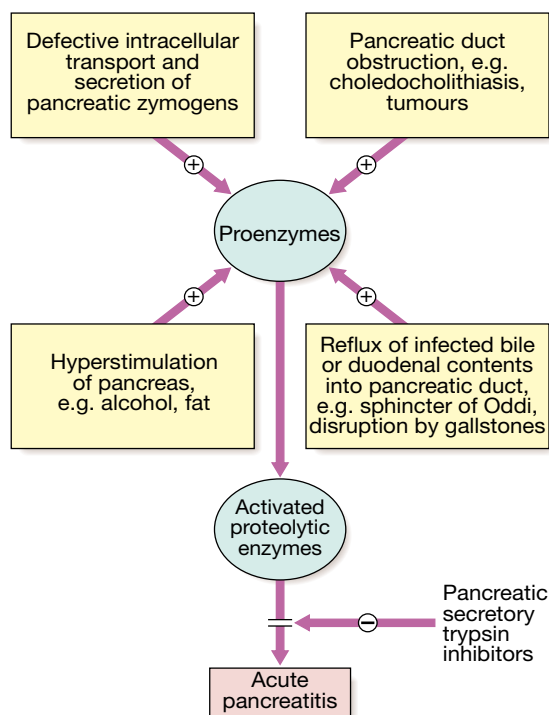 Defective intracellular
transport and
secretion of
pancreatic zymogens
Pancreatic duct
obstruction, e.g.
choledocholithiasis,
tumours
+
+
Proenzymes
+
+
Hyperstimulation
of pancreas,
e.g. alcohol, fat
Reflux of infected bile
or duodenal contents
into pancreatic duct,
e.g. sphincter of Oddi,
disruption by gallstones
Activated
proteolytic
enzymes
Pancreatic
secretory
trypsin
inhibitors
−
Acute
pancreatitis